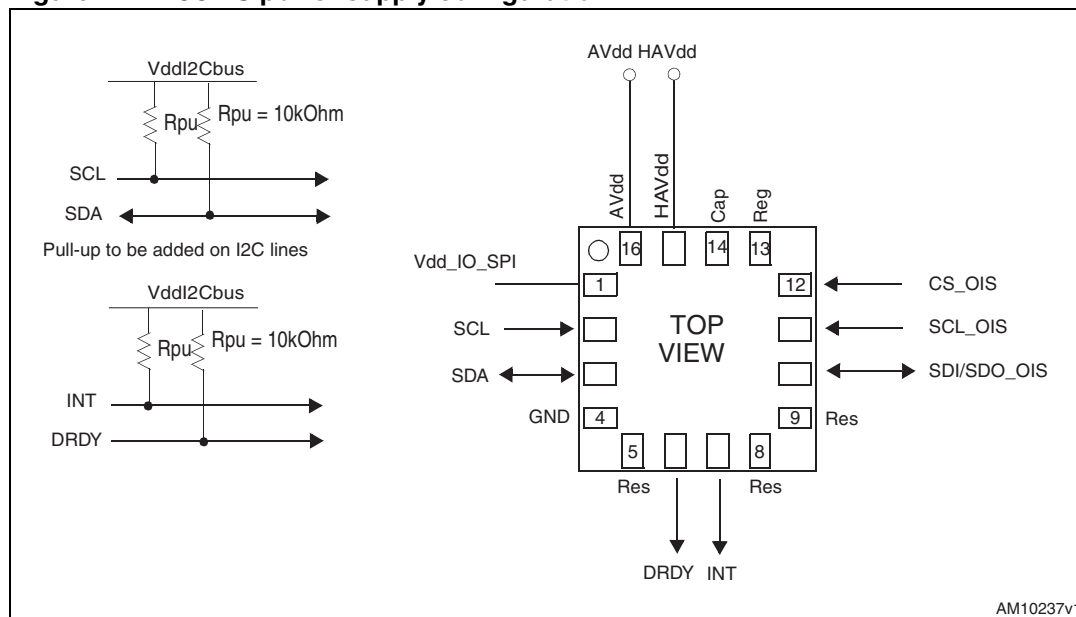 VddI2Cbus
Rpu
Rpu = 10kOhm
SCL
SDA
Pull-up to be added on I2C lines
VddI2Cbus
Rpu
Rpu = 10kOhm
INT
DRDY
AVdd HAVdd
AVdd
HAVdd
Cap
Reg
16
14
13
Vdd_IO_SPI
1
12
CS_OIS
SCL
TOP
VIEW
SCL_OIS
SDA
SDI/SDO_OIS
GND
4
9
Res
5
8
Res
Res
DRDY
INT
AM10237v1